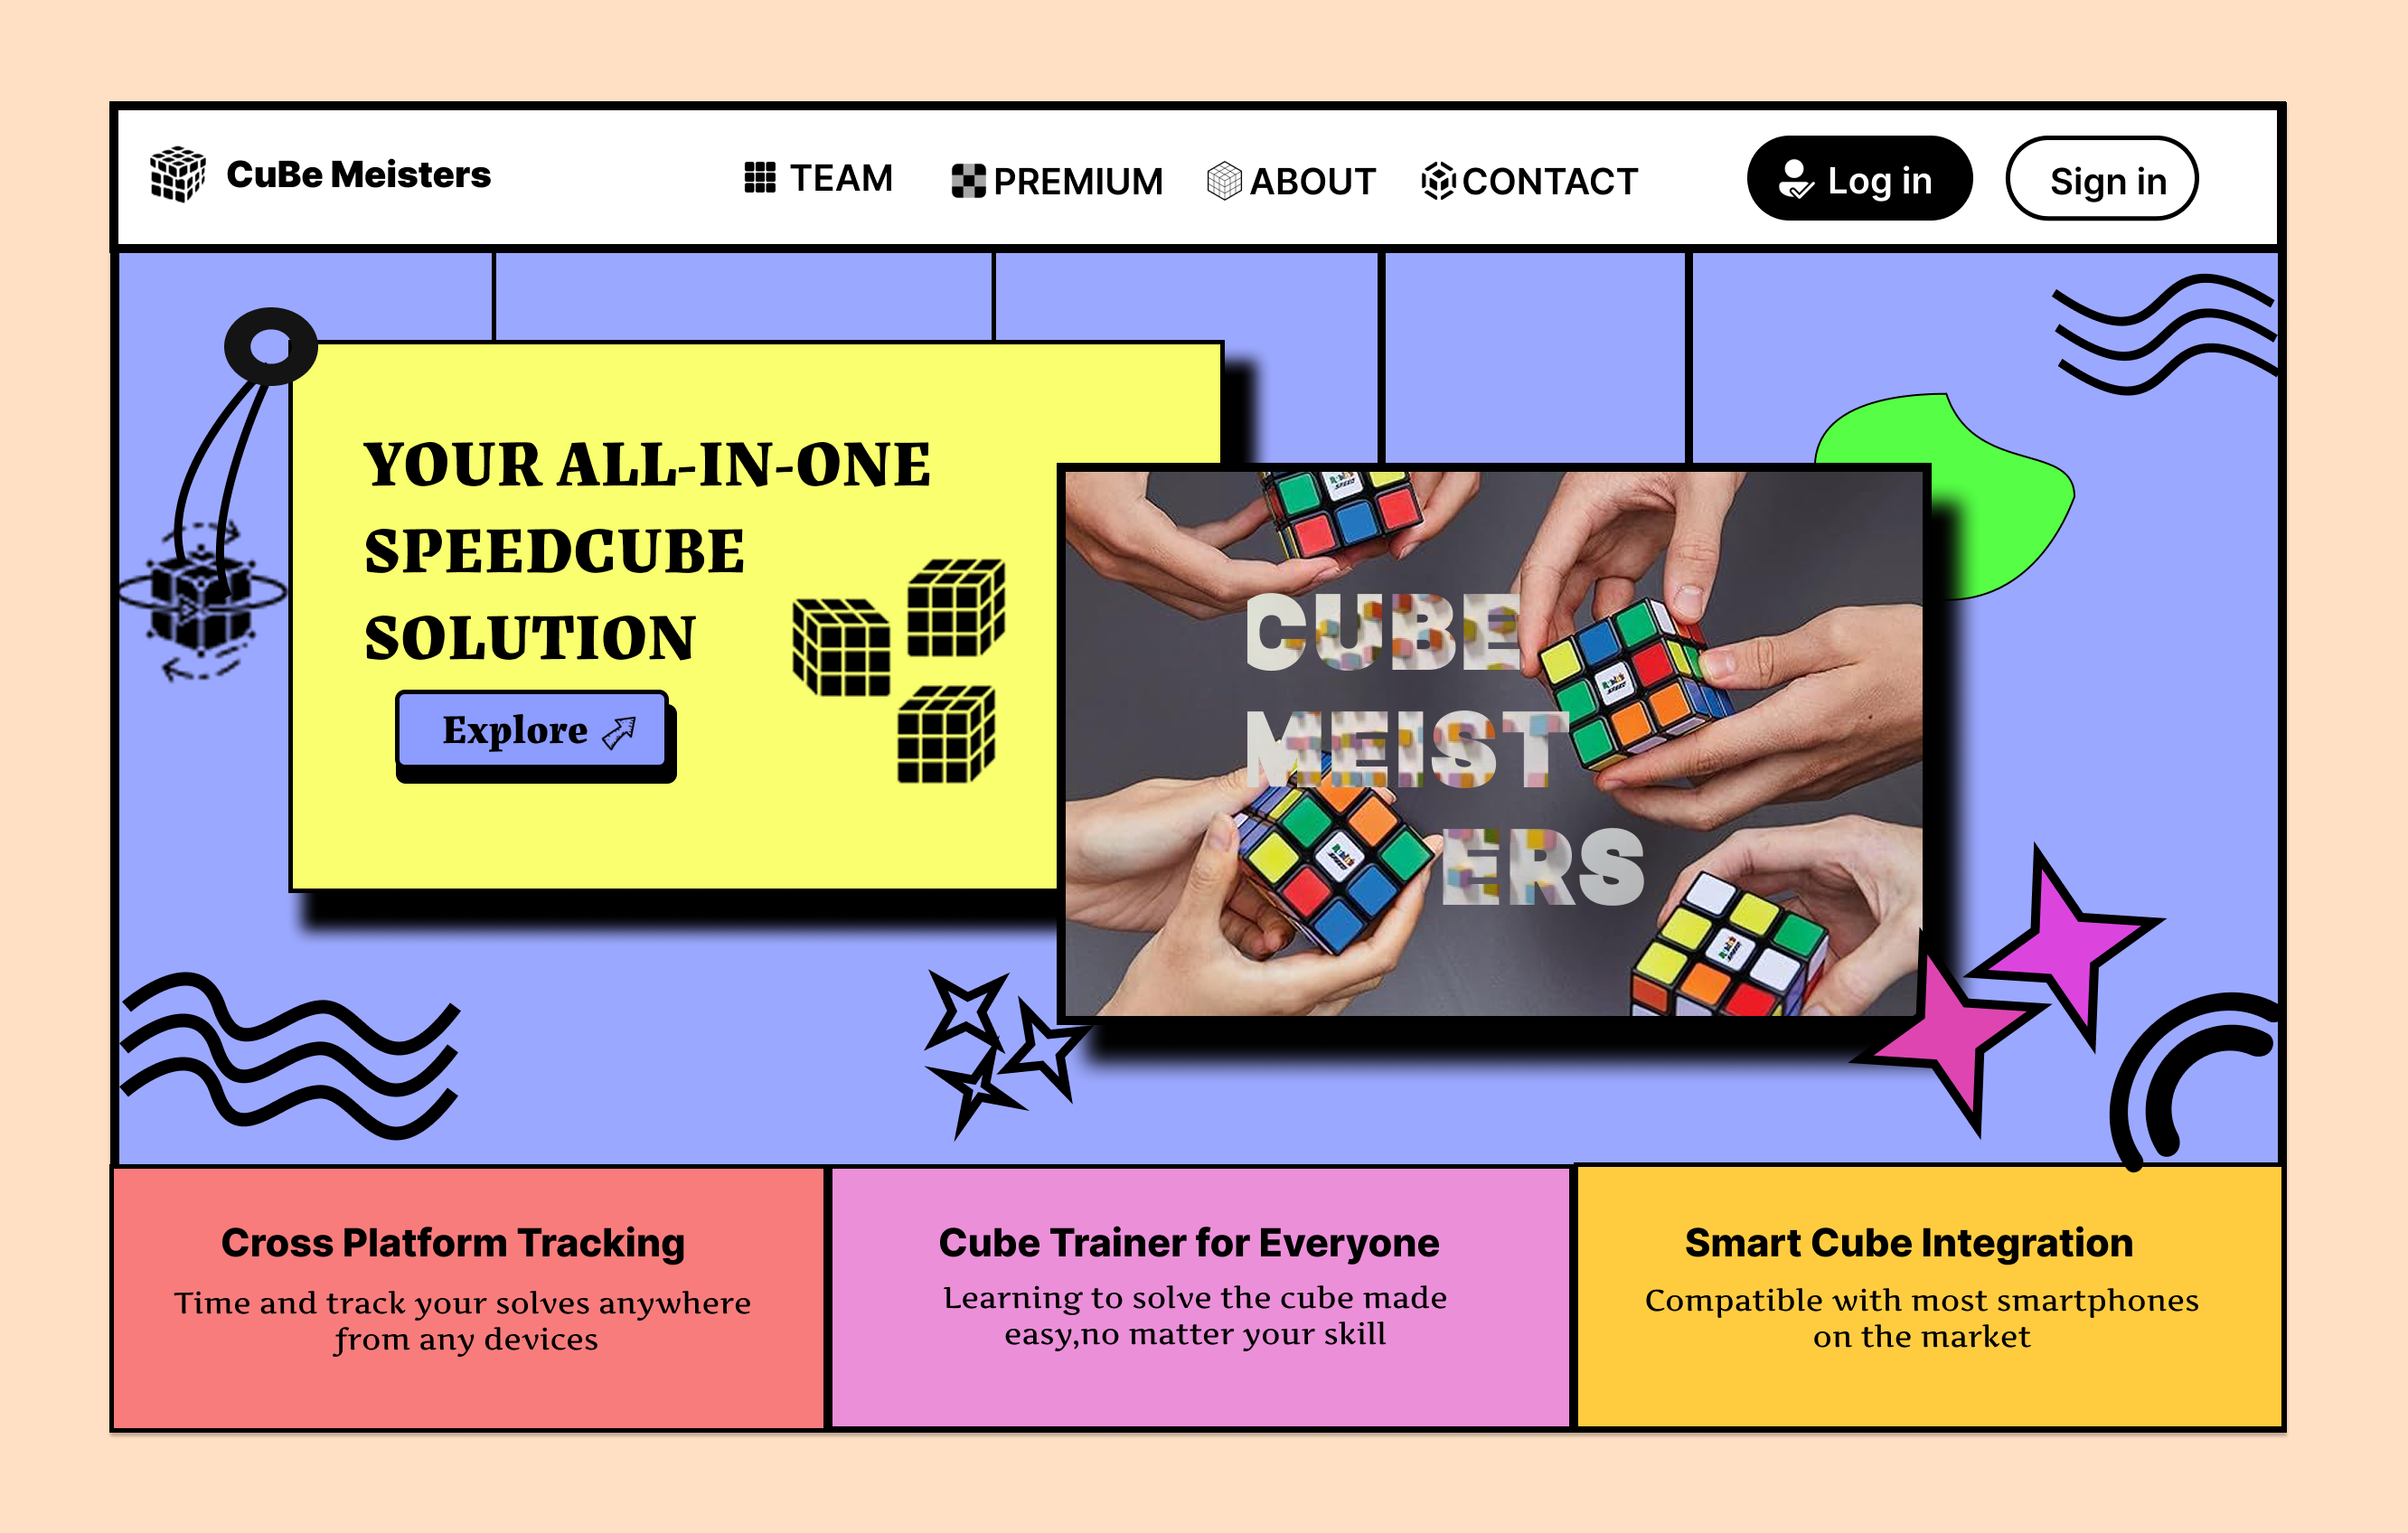 CuBe Meisters
TEAM
PREMIUM
ABOUT
CONTACT
Log in
Sign in
YOUR ALL-IN-ONE
SPEEDCUBE
SOLUTION
Explore
CUBE
MEIST
ERS
Cross Platform Tracking
Time and track your solves anywhere
from any devices
Cube Trainer for Everyone
Learning to solve the cube made
easy,no matter your skill
Smart Cube Integration
Compatible with most smartphones
on the market